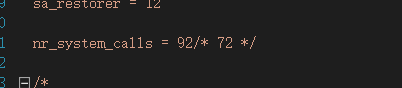 sa_restorer = 12
nr_system_calls = 92/* 72 */
/*